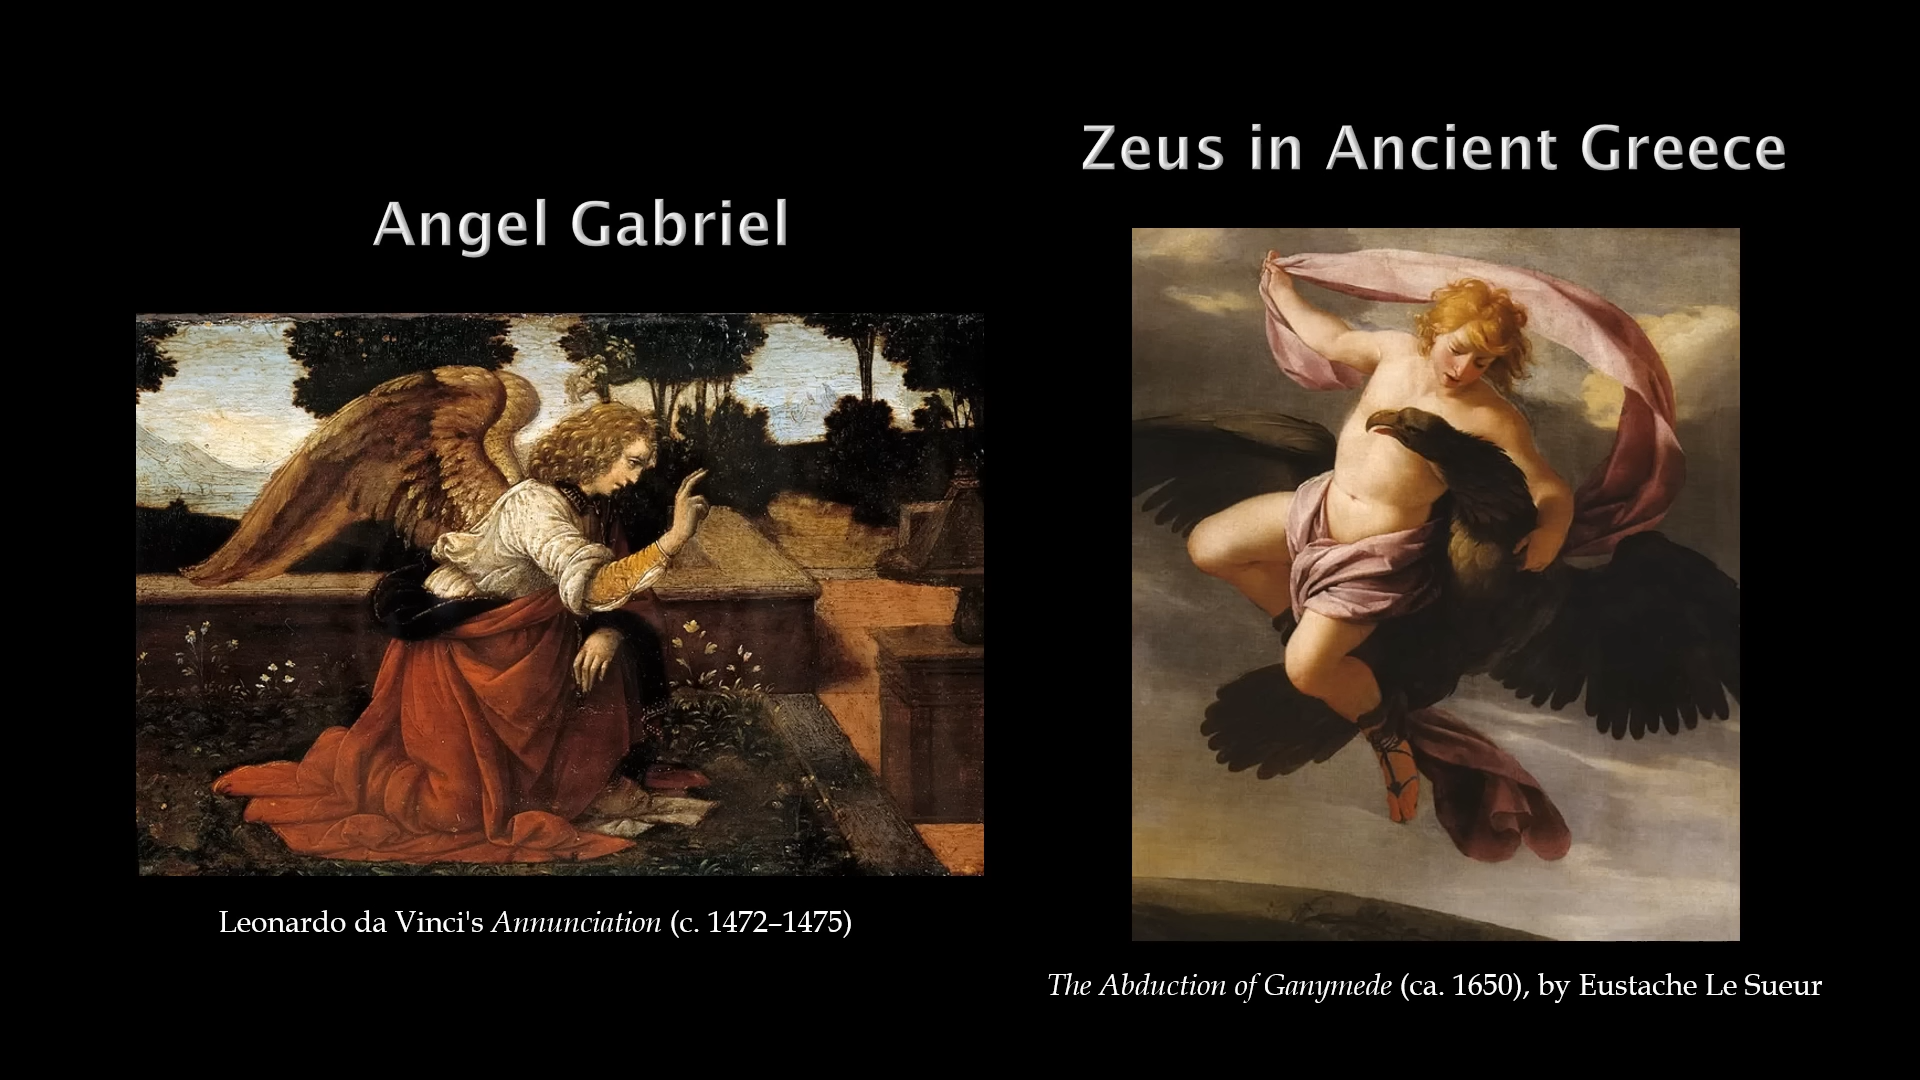 Angel Gabriel
Leonardo da Vinci's Annunciation (c. 1472–1475)
Zeus in Ancient Greece
The Abduction of Ganymede (ca. 1650), by Eustache Le Sueur